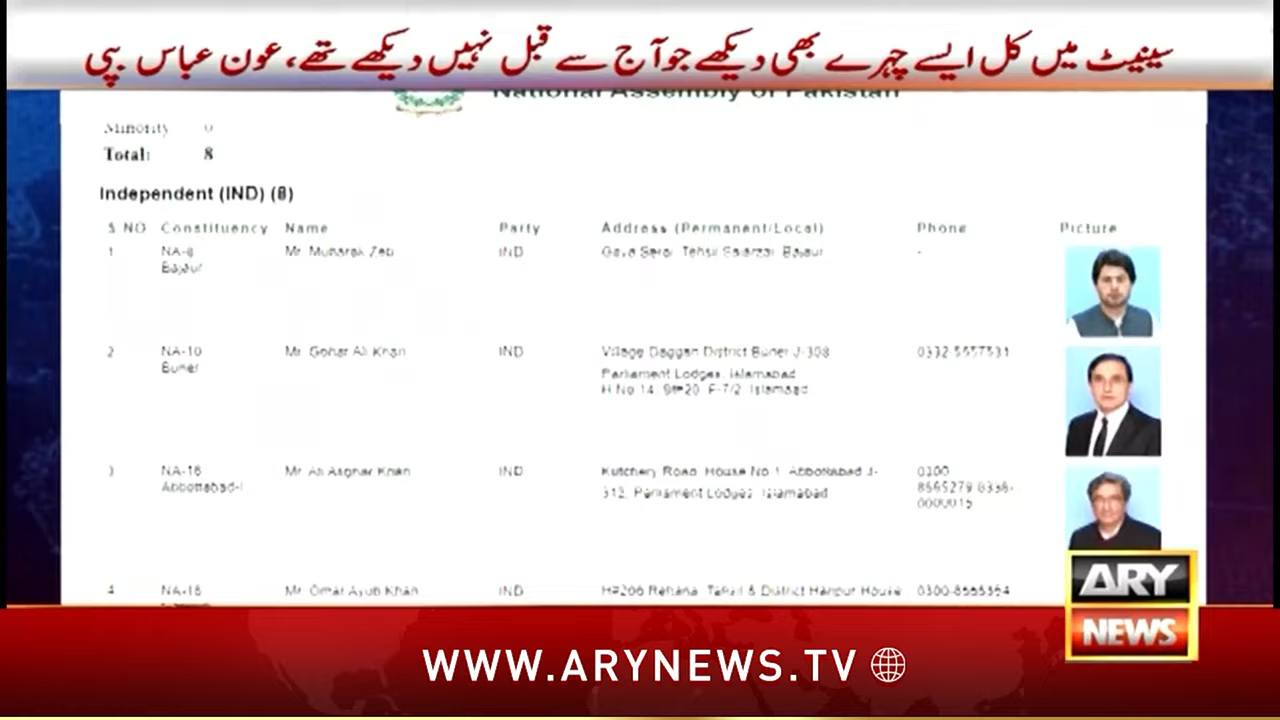 سینیٹ میں کل ایسے چہرے بھی دیکھے جو آج سے قبل نہیں دیکھے تھے، عون عباس بپی
National Assembly of Pakistan
Minority 0
Total: 8
Independent (IND) (8)
S NO Constituency Name Party Address (Permanent/Local) Phone Picture
1 NA-8 Mr. Mubarak Zeb IND Tehsil Salarzai, Bajaur -
Bajaur
2 NA-10 Mr. Gohar Ali Khan IND Village Daggan District Buner J-308
Buner
Parliament Lodges, Islamabad
H.No.14, F-7/2, Islamabad
3 NA-16 Mr. Ali Asghar Khan IND Kutchery Road, House No.1, Abbottabad J-
Abbottabad-I
312, Parliament Lodges, Islamabad
4 NA-18 Mr. Omar Ayub Khan IND Rehana, Tehsil & District Haripur House
ARY
NEWS
WWW.ARYNEWS.TV